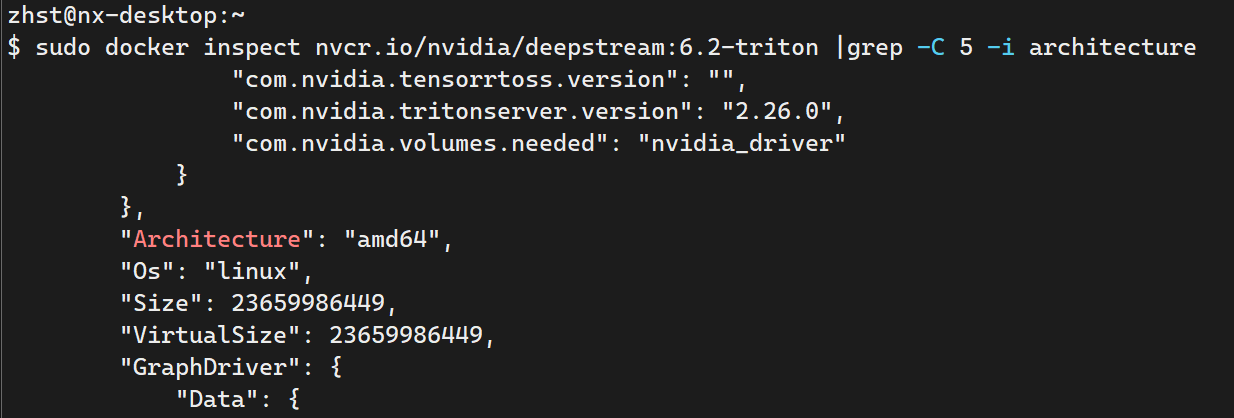 zhst@nx-desktop:~
$ sudo docker inspect nvcr.io/nvidia/deepstream:6.2-triton |grep -C 5 -i architecture
"com.nvidia.tensorrtoss.version": "",
"com.nvidia.tritonserver.version": "2.26.0",
"com.nvidia.volumes.needed": "nvidia_driver"
}
},
"Architecture": "amd64",
"Os": "linux",
"Size": 23659986449,
"VirtualSize": 23659986449,
"GraphDriver": {
"Data": {